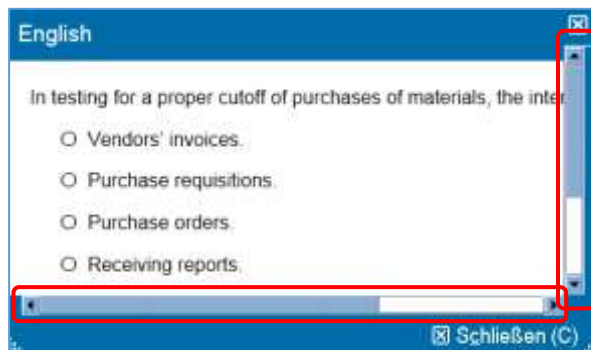 English
In testing for a proper cutoff of purchases of materials, the inter
Vendors' invoices.
Purchase requisitions.
Purchase orders.
Receiving reports.
Schließen (C)